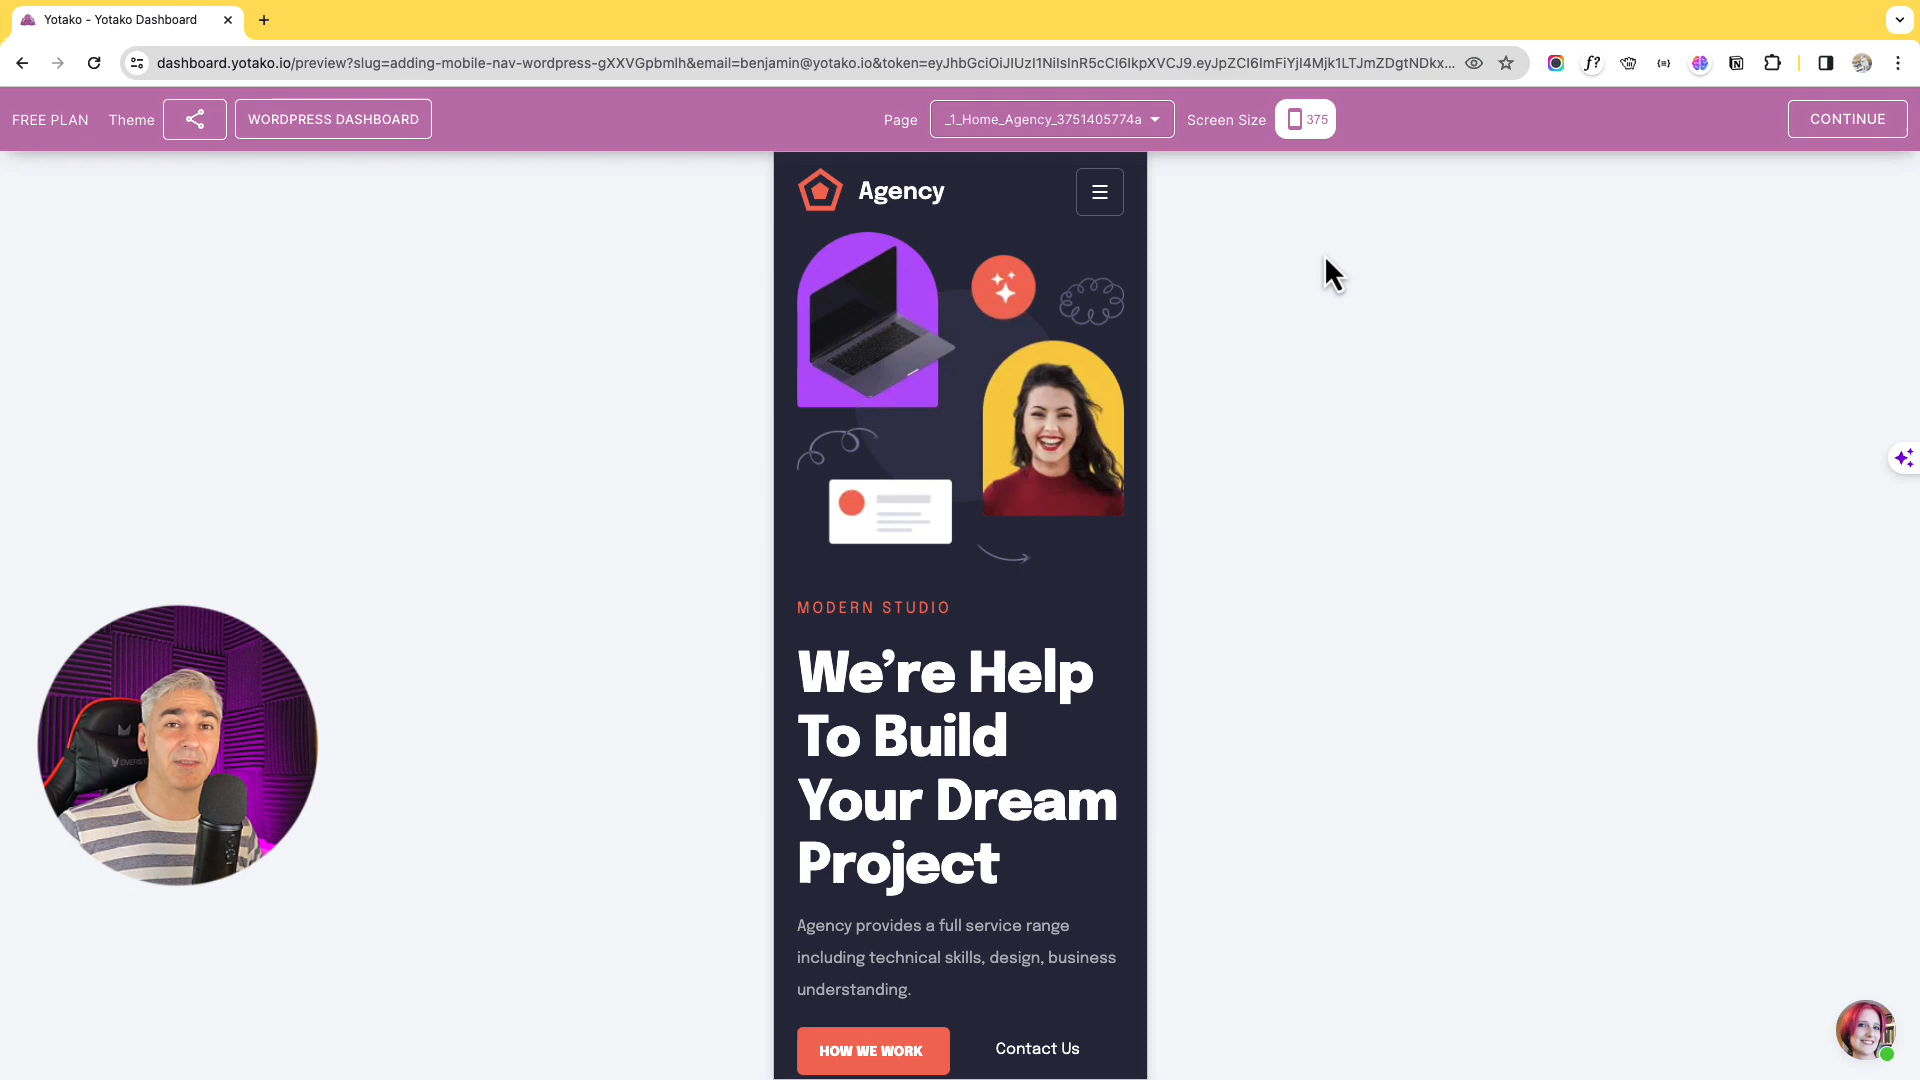 Yotako - Yotako Dashboard
dashboard.yotako.io/preview?slug=adding-mobile-nav-wordpress-gXXVGpbmlh&email=benjamin@yotako.io&token=eyJhbGciOiJIUzI1NiIsInR5cCI6IkpXVCJ9.eyJpZCI6ImFiYjI4Mjk1LTJmZDgtNDkx...
FREE PLAN Theme WORDPRESS DASHBOARD Page _1_Home_Agency_3751405774a Screen Size 375 CONTINUE
Agency
MODERN STUDIO
We’re Help
To Build
Your Dream
Project
Agency provides a full service range
including technical skills, design, business
understanding.
HOW WE WORK Contact Us